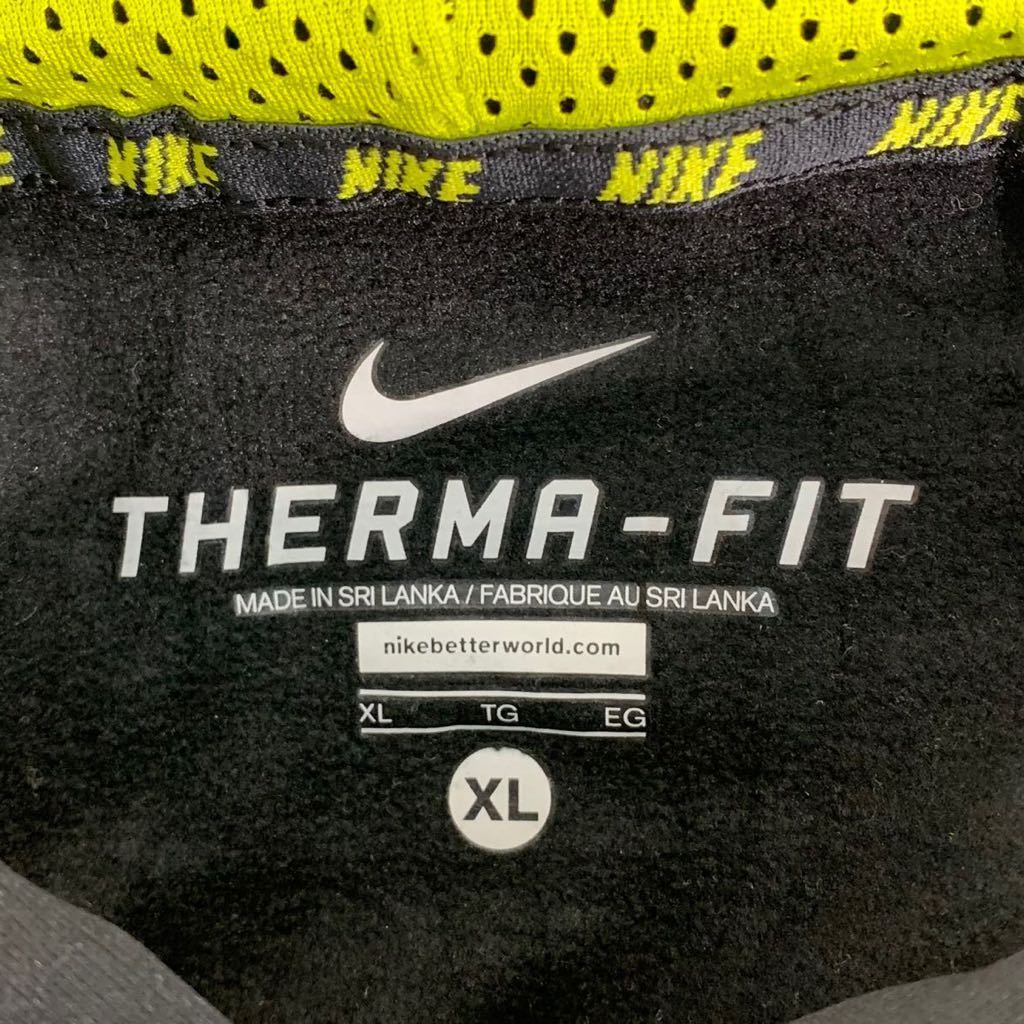 NIKE NIKE NIKE NIKE
THERMA-FIT
MADE IN SRI LANKA / FABRIQUE AU SRI LANKA
nikebetterworld.com
XL TG EG
XL